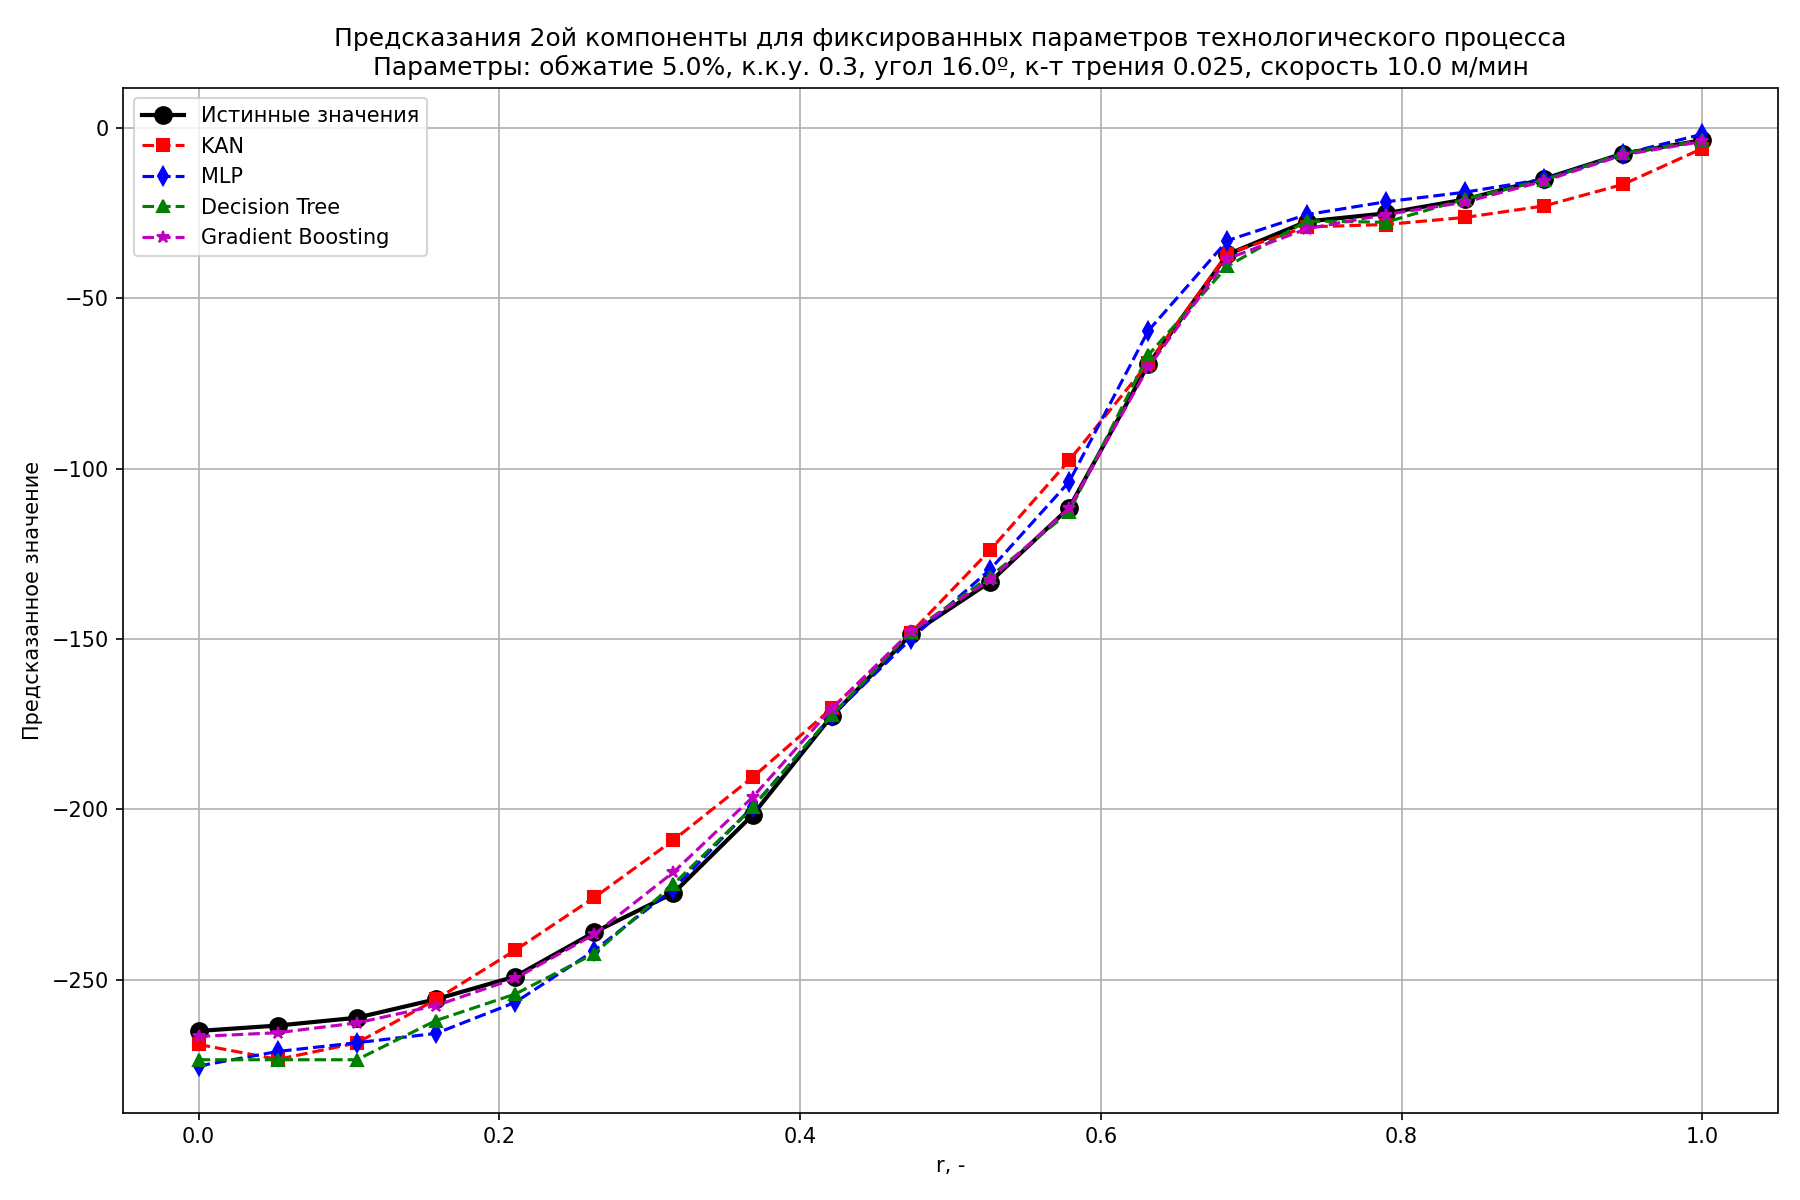 Предсказания 2ой компоненты для фиксированных параметров технологического процесса
Параметры: обжатие 5.0%, к.к.у. 0.3, угол 16.0º, к-т трения 0.025, скорость 10.0 м/мин
Истинные значения
KAN
MLP
Decision Tree
Gradient Boosting
Предсказанное значение
0
−50
−100
−150
−200
−250
0.0 0.2 0.4 0.6 0.8 1.0
r, -